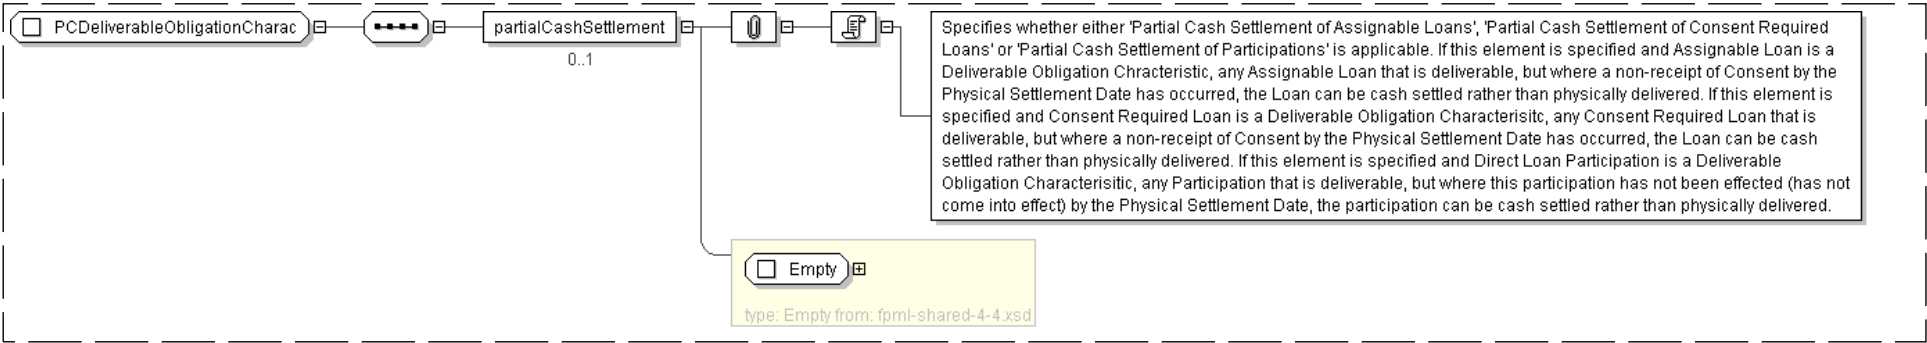 PCDeliverableObligationCharac
partialCashSettlement
0..1
Specifies whether either 'Partial Cash Settlement of Assignable Loans', 'Partial Cash Settlement of Consent Required
Loans' or 'Partial Cash Settlement of Participations' is applicable. If this element is specified and Assignable Loan is a
Deliverable Obligation Chracteristic, any Assignable Loan that is deliverable, but where a non-receipt of Consent by the
Physical Settlement Date has occurred, the Loan can be cash settled rather than physically delivered. If this element is
specified and Consent Required Loan is a Deliverable Obligation Characterisitc, any Consent Required Loan that is
deliverable, but where a non-receipt of Consent by the Physical Settlement Date has occurred, the Loan can be cash
settled rather than physically delivered. If this element is specified and Direct Loan Participation is a Deliverable
Obligation Characterisitic, any Participation that is deliverable, but where this participation has not been effected (has not
come into effect) by the Physical Settlement Date, the participation can be cash settled rather than physically delivered.
Empty
type: Empty from: fpml-shared-4-4.xsd